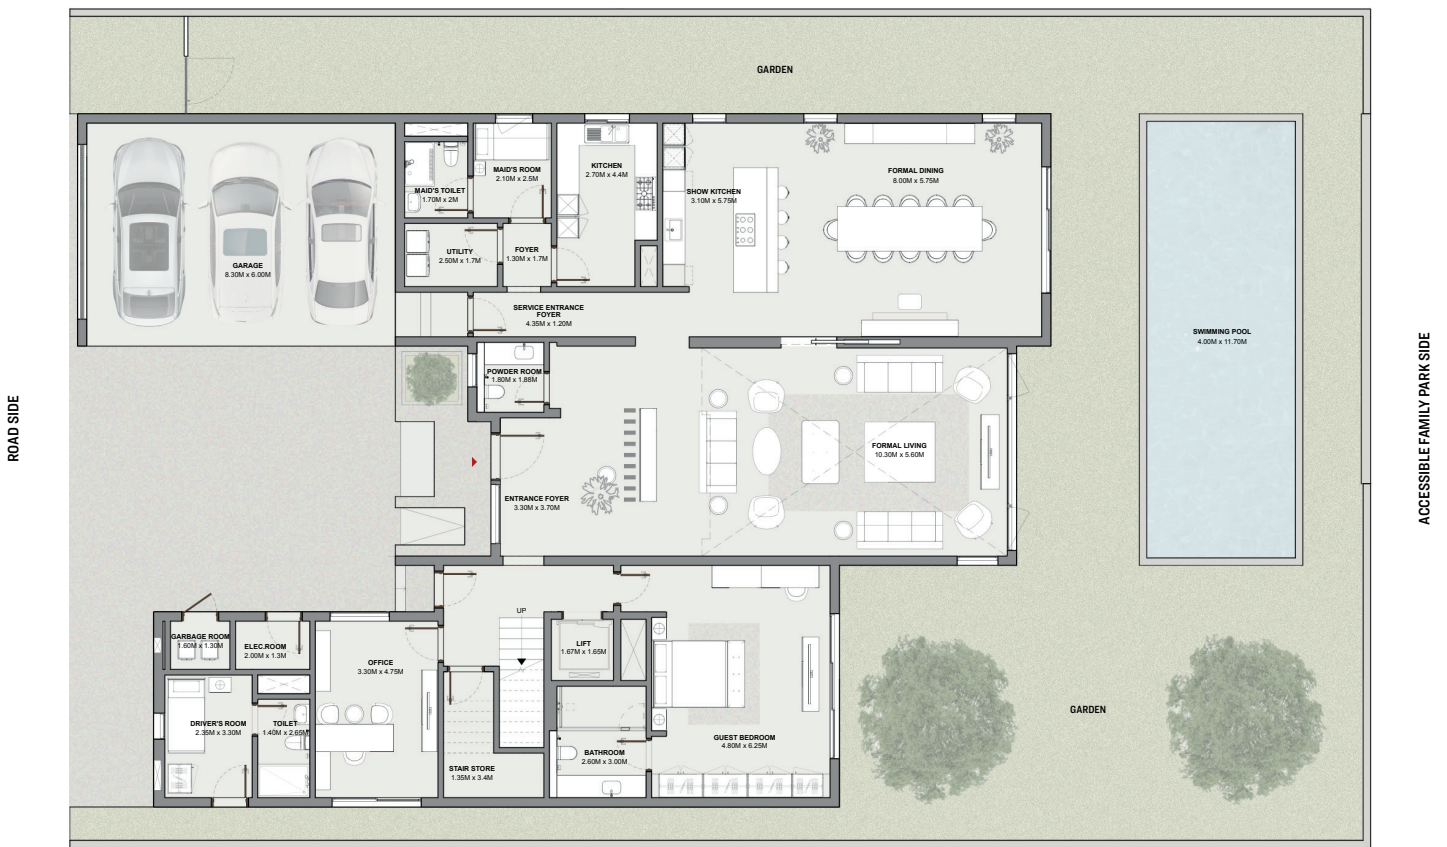 GARDEN
MAID'S ROOM
2.10M x 2.5M
KITCHEN
2.70M x 4.4M
FORMAL DINING
8.00M x 5.75M
MAID'S TOILET
1.70M x 2M
SHOW KITCHEN
3.10M x 5.75M
UTILITY
2.50M x 1.7M
FOYER
1.30M x 1.7M
GARAGE
8.30M x 6.00M
SERVICE ENTRANCE
FOYER
4.35M x 1.20M
SWIMMING POOL
4.00M x 11.70M
POWDER ROOM
1.80M x 1.88M
ROAD SIDE
ACCESSIBLE FAMILY PARK SIDE
FORMAL LIVING
10.30M x 5.60M
ENTRANCE FOYER
3.30M x 3.70M
UP
GARBAGE ROOM
1.60M x 1.30M
ELEC.ROOM
2.00M x 1.3M
LIFT
1.67M x 1.65M
OFFICE
3.30M x 4.75M
GARDEN
DRIVER'S ROOM
2.35M x 3.30M
TOILET
1.40M x 2.65M
GUEST BEDROOM
4.80M x 6.25M
BATHROOM
2.60M x 3.00M
STAIR STORE
1.35M x 3.4M